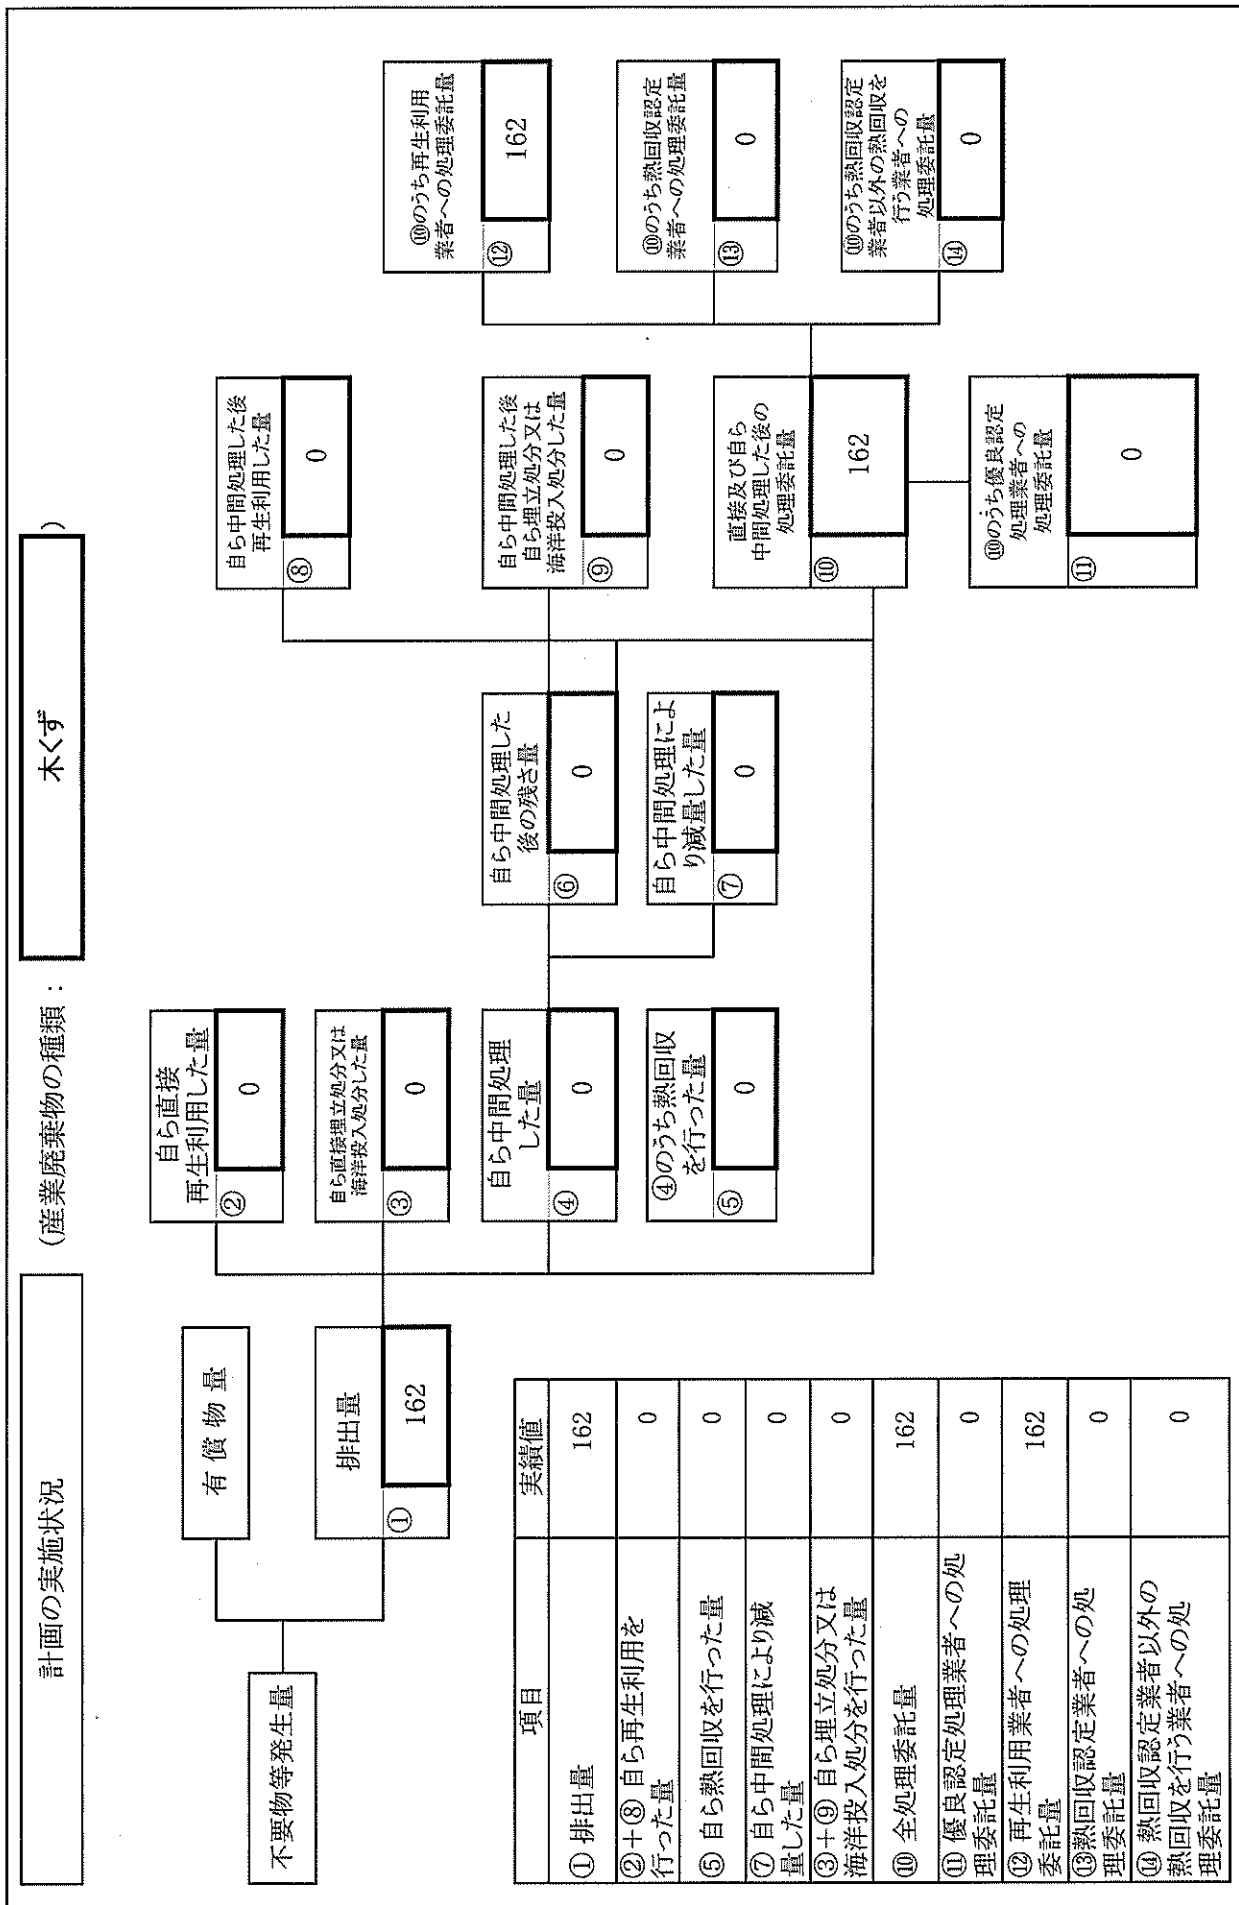 計画の実施状況
(産業廃棄物の種類：
木くず
)
不要物等発生量
有償物量
排出量
①
162
自ら直接
再生利用した量
②
0
自ら直接埋立処分又は
海洋投入処分した量
③
0
自ら中間処理
した量
④
0
④のうち熱回収
を行った量
⑤
0
自ら中間処理した
後の残さ量
⑥
0
自ら中間処理によ
り減量した量
⑦
0
自ら中間処理した後
再生利用した量
⑧
0
自ら中間処理した後
自ら埋立処分又は
海洋投入処分した量
⑨
0
直接及び自ら
中間処理した後の
処理委託量
⑩
162
⑩のうち優良認定
処理業者への
処理委託量
⑪
0
⑩のうち再生利用
業者への処理委託量
⑫
162
⑩のうち熱回収認定
業者への処理委託量
⑬
0
⑩のうち熱回収認定
業者以外の熱回収を
行う業者への
処理委託量
⑭
0
項目 実績値
①排出量 162
②+⑧ 自ら再生利用を
行った量 0
⑤ 自ら熱回収を行った量 0
⑦ 自ら中間処理により減
量した量 0
③+⑨ 自ら埋立処分又は
海洋投入処分を行った量 0
⑩ 全処理委託量 162
⑪ 優良認定処理業者への処
理委託量 0
⑫ 再生利用業者への処理
委託量 162
⑬熱回収認定業者への処
理委託量 0
⑭ 熱回収認定業者以外の
熱回収を行う業者への処
理委託量 0